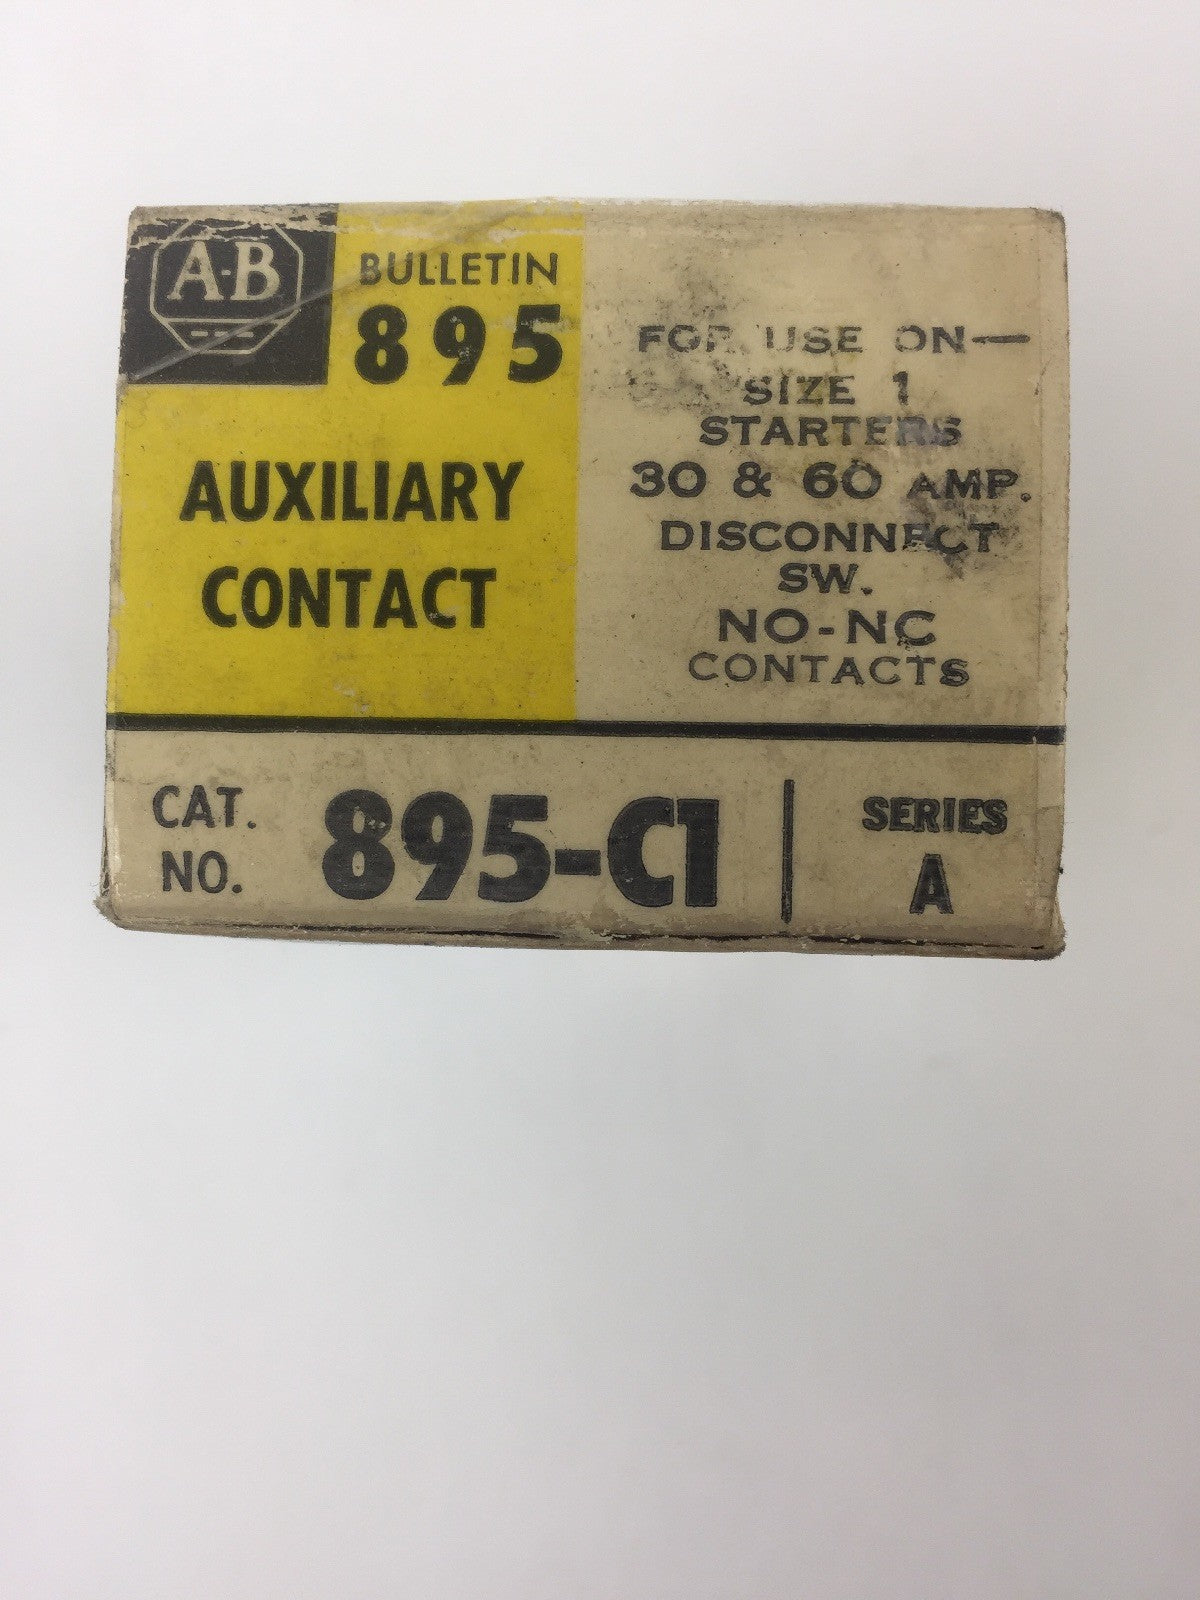 A-B
BULLETIN
895
AUXILIARY
CONTACT
FOR USE ON—
SIZE 1
STARTERS
30 & 60 AMP.
DISCONNECT
SW.
NO-NC
CONTACTS
CAT.
NO.
895-C1
SERIES
A